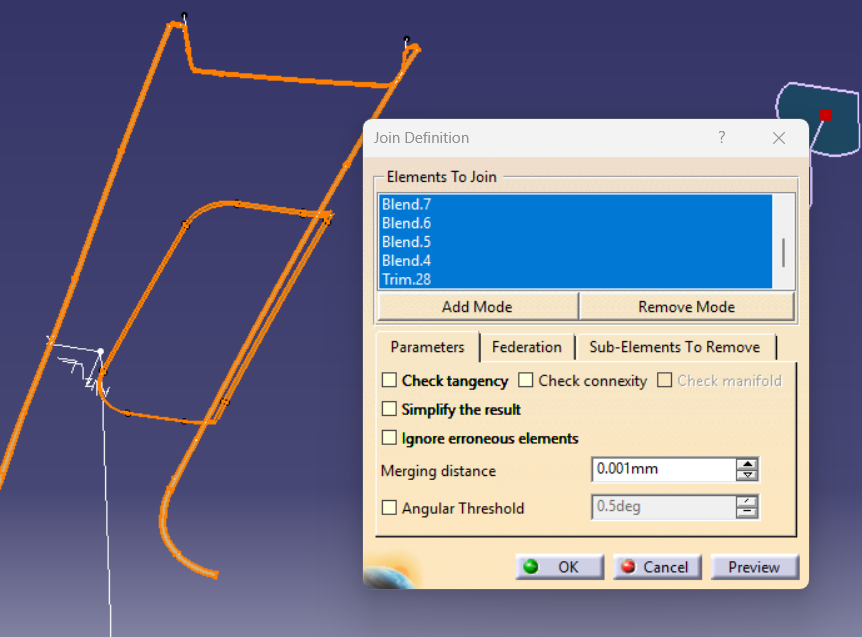 Join Definition
?
Elements To Join
Blend.7
Blend.6
Blend.5
Blend.4
Trim.28
Add Mode
Remove Mode
Parameters
Federation
Sub-Elements To Remove
Check tangency
Check connexity
Check manifold
Simplify the result
Ignore erroneous elements
Merging distance
0.001mm
Angular Threshold
0.5deg
OK
Cancel
Preview